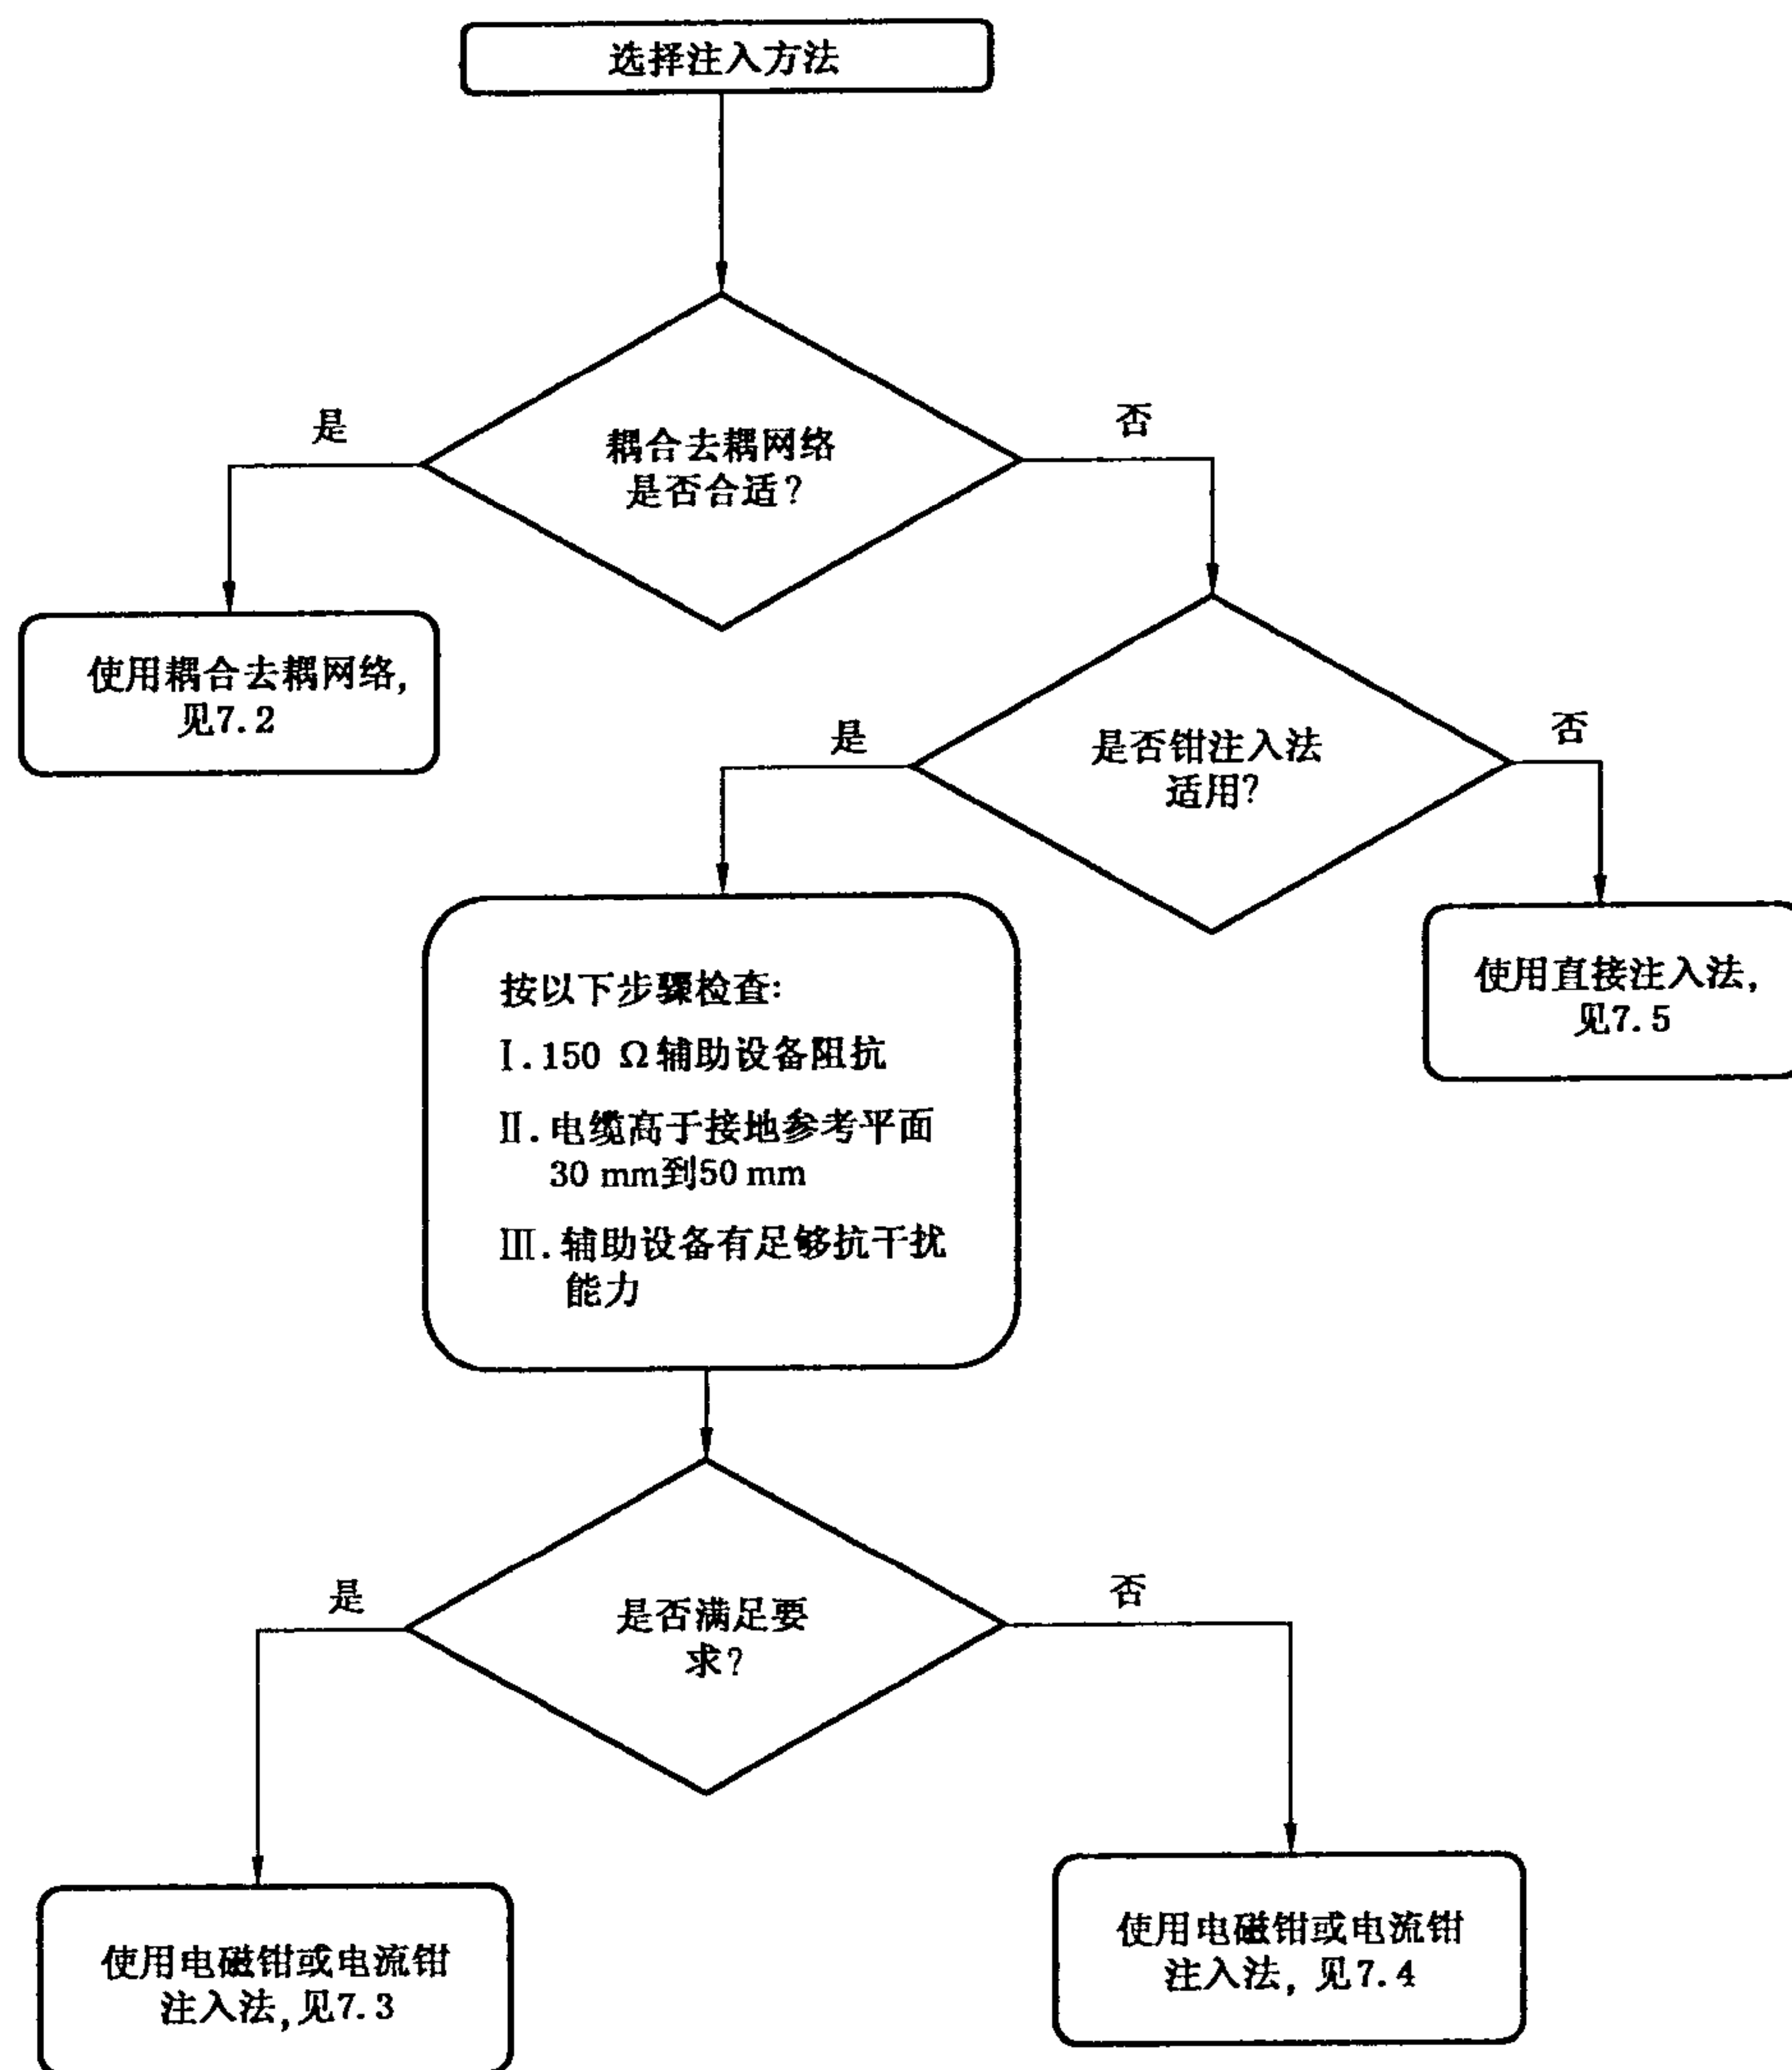 选择注入方法
是
否
耦合去耦网络
是否合适?
使用耦合去耦网络,
见7.2
是
否
是否钳注入法
适用?
按以下步骤检查:
Ⅰ.150 Ω辅助设备阻抗
Ⅱ.电缆高于接地参考平面
30 mm到50 mm
Ⅲ.辅助设备有足够抗干扰
能力
使用直接注入法,
见7.5
是
否
是否满足要
求?
使用电磁钳或电流钳
注入法,见7.3
使用电磁钳或电流钳
注入法, 见7.4